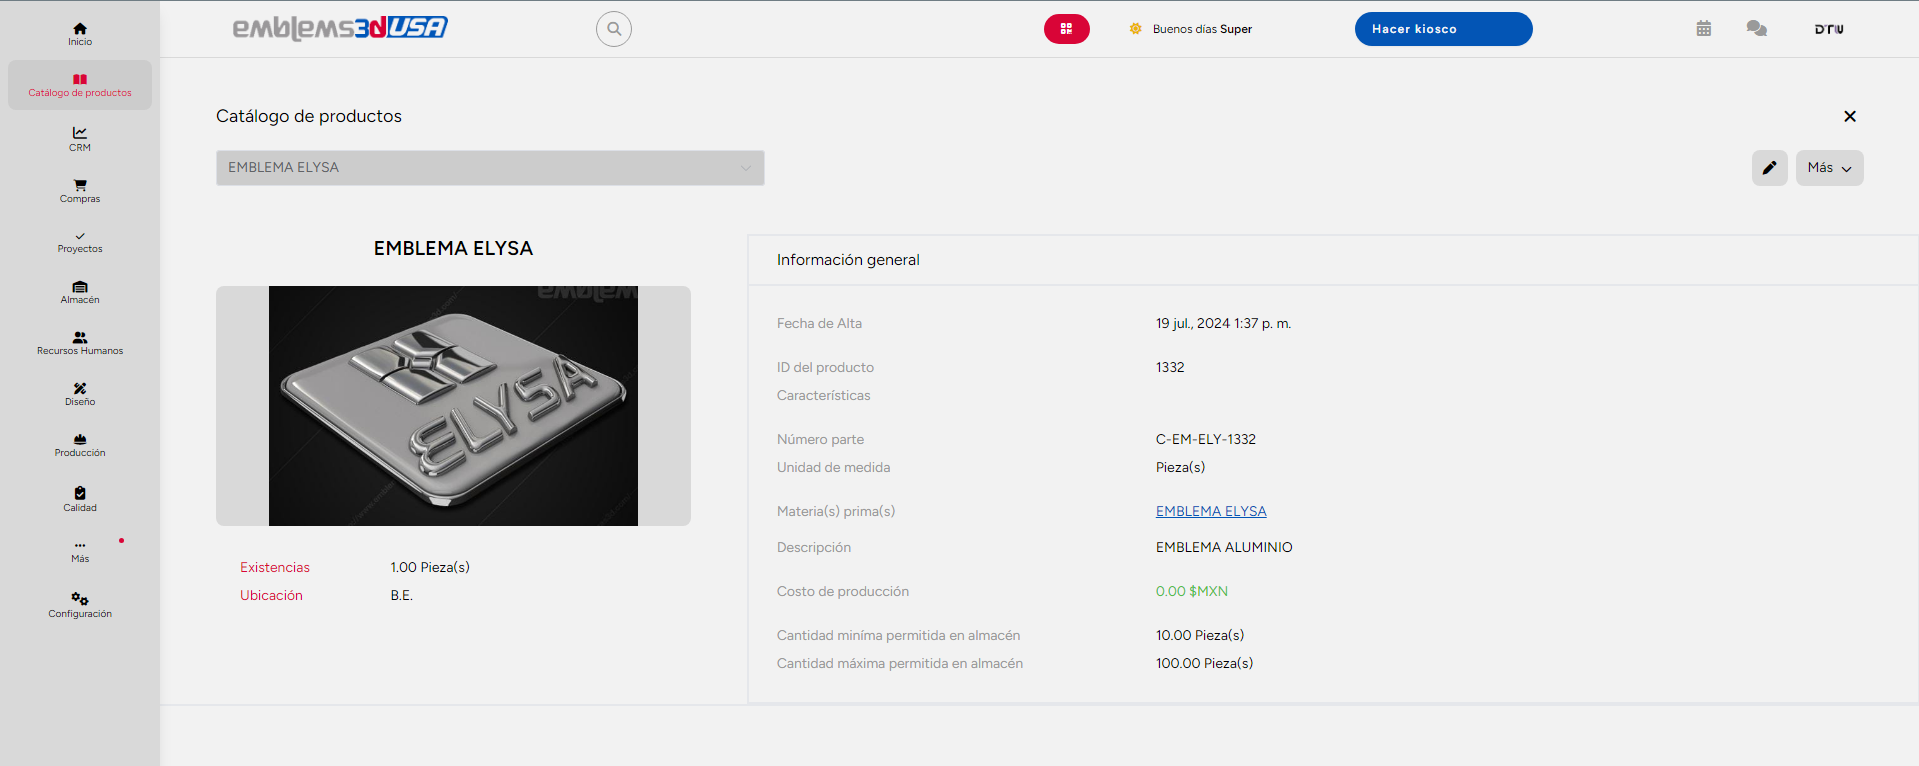 Inicio
Catálogo de productos
CRM
Compras
Proyectos
Almacén
Recursos Humanos
Diseño
Producción
Calidad
Más
Configuración
emblems3dUSA
Buenos días Super
Hacer kiosco
DTW
Catálogo de productos
EMBLEMA ELYSA
Más
EMBLEMA ELYSA
ELYSA
Existencias 1.00 Pieza(s)
Ubicación B.E.
Información general
Fecha de Alta 19 jul., 2024 1:37 p. m.
ID del producto 1332
Características
Número parte C-EM-ELY-1332
Unidad de medida Pieza(s)
Materia(s) prima(s) EMBLEMA ELYSA
Descripción EMBLEMA ALUMINIO
Costo de producción 0.00 $MXN
Cantidad miníma permitida en almacén 10.00 Pieza(s)
Cantidad máxima permitida en almacén 100.00 Pieza(s)